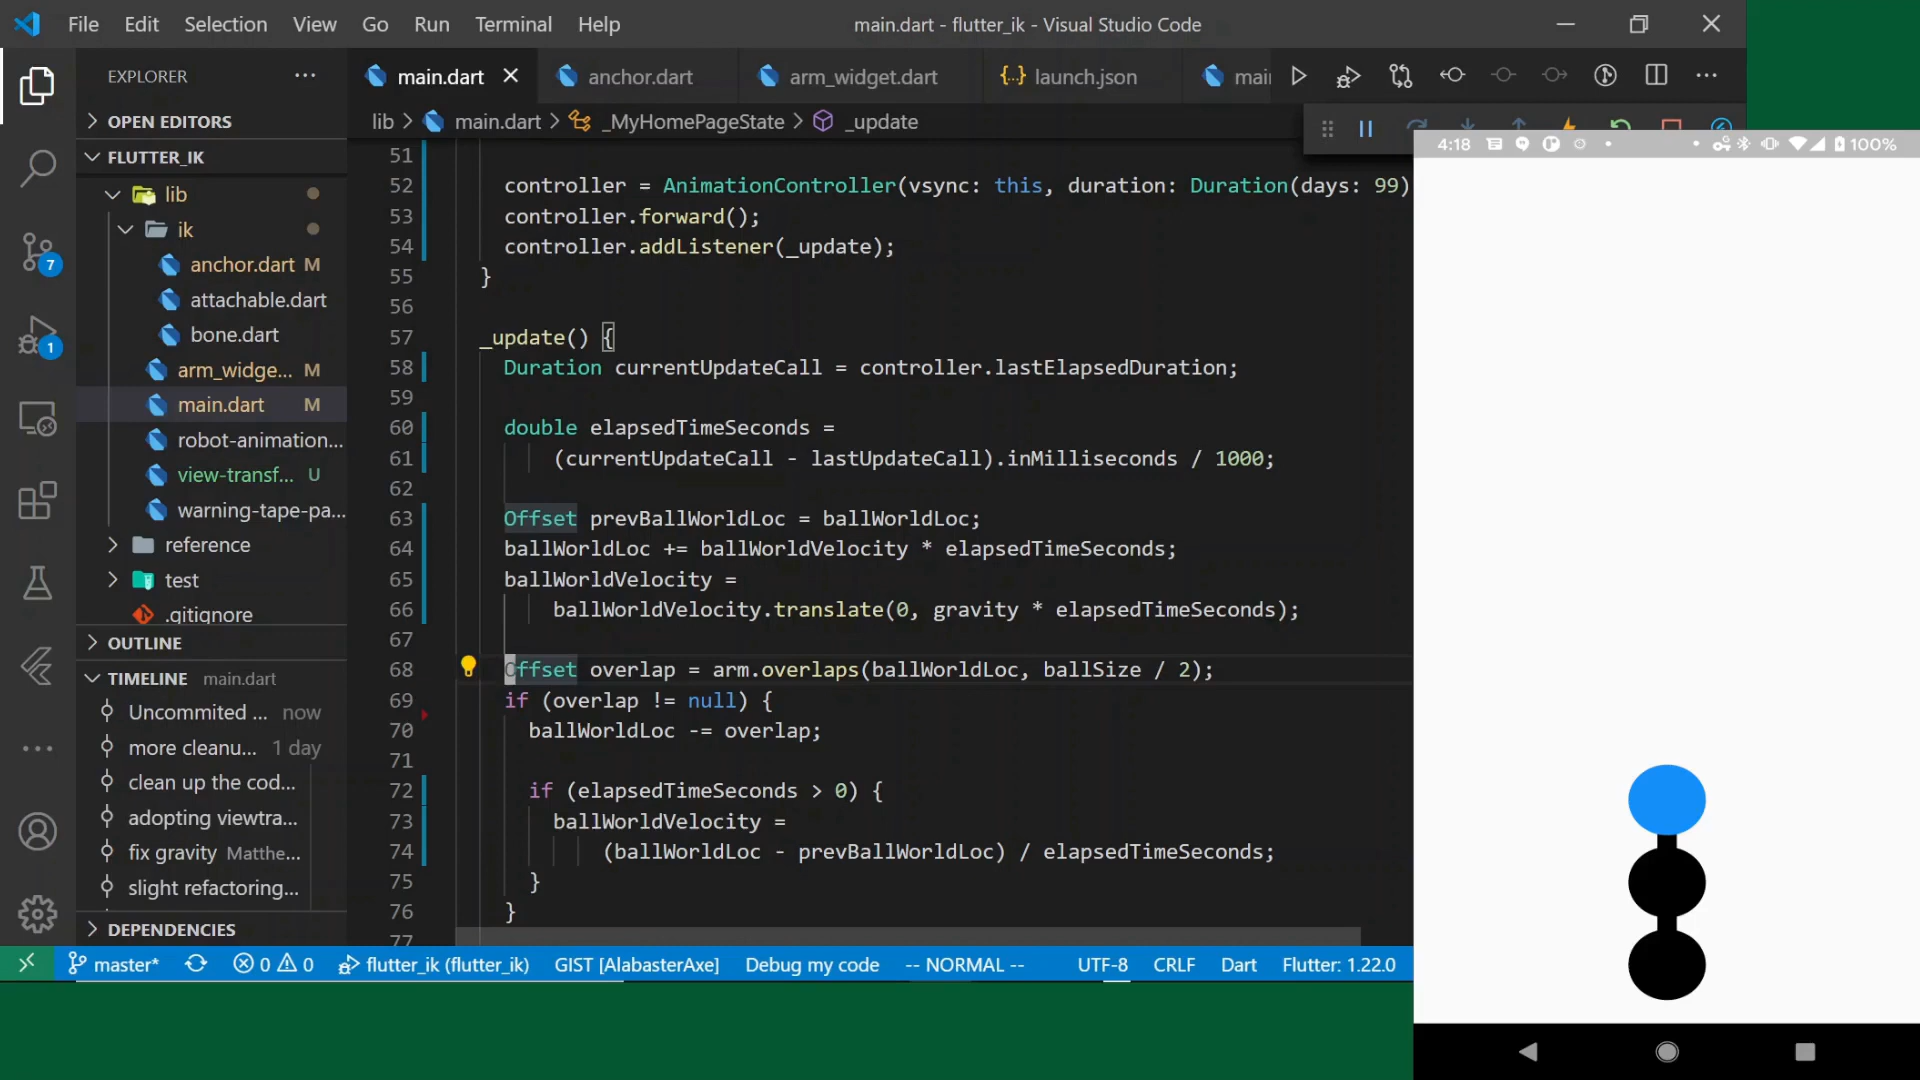 File Edit Selection View Go Run Terminal Help
main.dart - flutter_ik - Visual Studio Code
EXPLORER
main.dart
anchor.dart
arm_widget.dart
launch.json
mai
OPEN EDITORS
lib > main.dart > _MyHomePageState > _update
FLUTTER_IK
lib
ik
anchor.dart M
attachable.dart
bone.dart
arm_widge... M
main.dart M
robot-animation...
view-transf... U
warning-tape-pa...
reference
test
.gitignore
OUTLINE
TIMELINE main.dart
Uncommited ... now
more cleanu... 1 day
clean up the cod...
adopting viewtra...
fix gravity Matthe...
slight refactoring...
DEPENDENCIES
7
1
51
52 controller = AnimationController(vsync: this, duration: Duration(days: 99)
53 controller.forward();
54 controller.addListener(_update);
55 }
56
57 _update() {
58 Duration currentUpdateCall = controller.lastElapsedDuration;
59
60 double elapsedTimeSeconds =
61 (currentUpdateCall - lastUpdateCall).inMilliseconds / 1000;
62
63 Offset prevBallWorldLoc = ballWorldLoc;
64 ballWorldLoc += ballWorldVelocity * elapsedTimeSeconds;
65 ballWorldVelocity =
66 ballWorldVelocity.translate(0, gravity * elapsedTimeSeconds);
67
68 Offset overlap = arm.overlaps(ballWorldLoc, ballSize / 2);
69 if (overlap != null) {
70 ballWorldLoc -= overlap;
71
72 if (elapsedTimeSeconds > 0) {
73 ballWorldVelocity =
74 (ballWorldLoc - prevBallWorldLoc) / elapsedTimeSeconds;
75 }
76 }
77
4:18 100%
master* 0 0 flutter_ik (flutter_ik) GIST [AlabasterAxe] Debug my code -- NORMAL -- UTF-8 CRLF Dart Flutter: 1.22.0